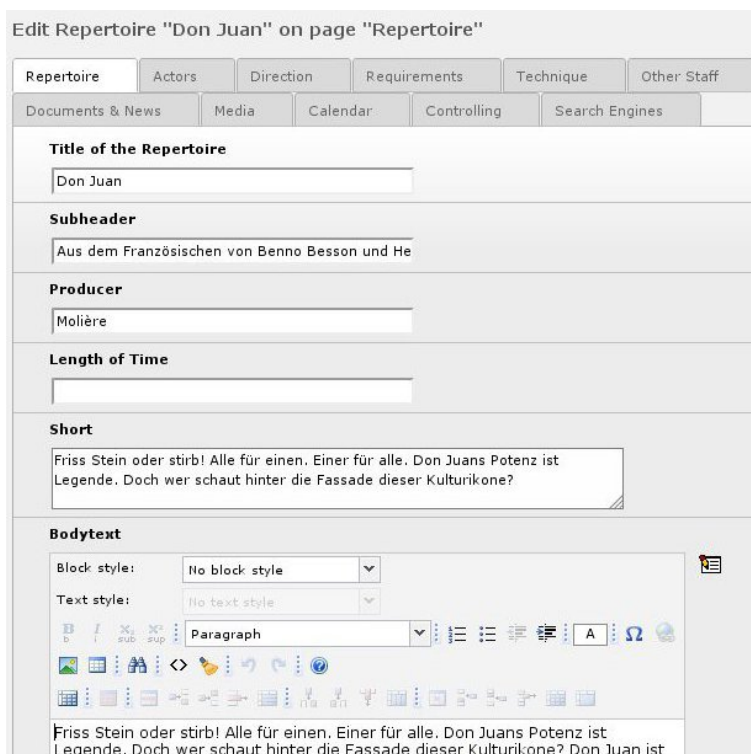 Edit Repertoire "Don Juan" on page "Repertoire"
Repertoire Actors Direction Requirements Technique Other Staff
Documents & News Media Calendar Controlling Search Engines
Title of the Repertoire
Don Juan
Subheader
Aus dem Französischen von Benno Besson und He
Producer
Molière
Length of Time
Short
Friss Stein oder stirb! Alle für einen. Einer für alle. Don Juans Potenz ist
Legende. Doch wer schaut hinter die Fassade dieser Kulturikone?
Bodytext
Block style: No block style
Text style: No text style
Paragraph
Friss Stein oder stirb! Alle für einen. Einer für alle. Don Juans Potenz ist
Legende. Doch wer schaut hinter die Fassade dieser Kulturikone? Don Juan ist